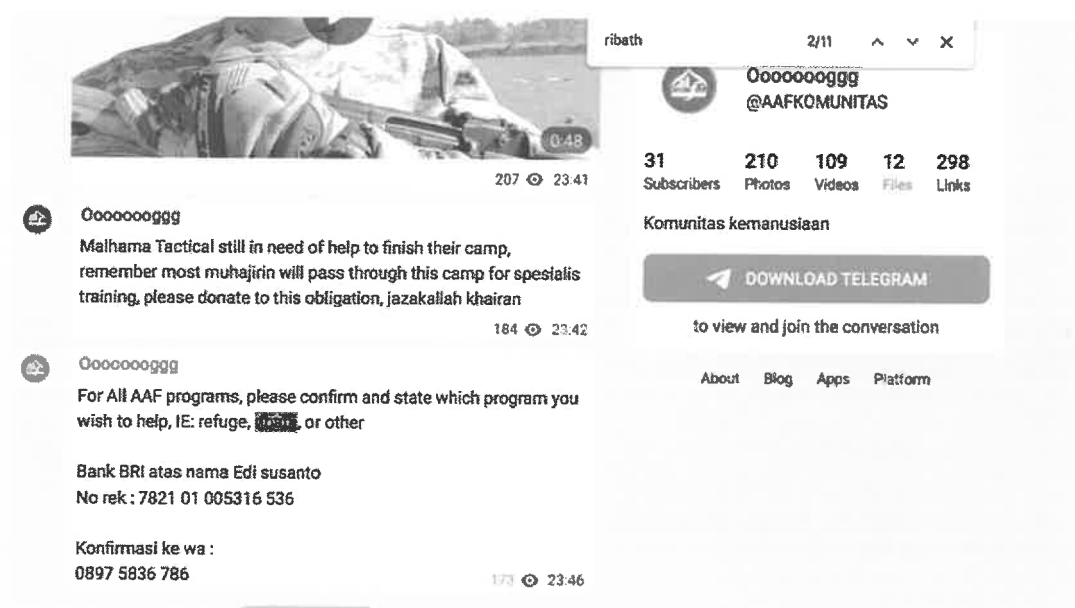 ribath 2/11
0:48
207 23:41
Oooooooggg
Malhama Tactical still in need of help to finish their camp,
remember most muhajirin will pass through this camp for spesialis
training, please donate to this obligation, jazakallah khairan
184 23:42
Oooooooggg
For All AAF programs, please confirm and state which program you
wish to help, IE: refuge, , or other
Bank BRI atas nama Edi susanto
No rek : 7821 01 005316 536
Konfirmasi ke wa :
0897 5836 786
173 23:46
Oooooooggg
@AAFKOMUNITAS
31 210 109 12 298
Subscribers Photos Videos Files Links
Komunitas kemanusiaan
DOWNLOAD TELEGRAM
to view and join the conversation
About Blog Apps Platform